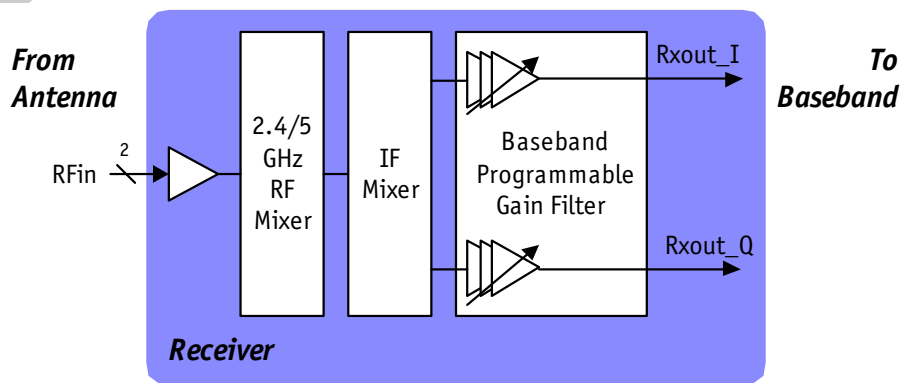 From
Antenna
RFin
2
2.4/5
GHz
RF
Mixer
IF
Mixer
Baseband
Programmable
Gain Filter
Rxout_I
Rxout_Q
To
Baseband
Receiver